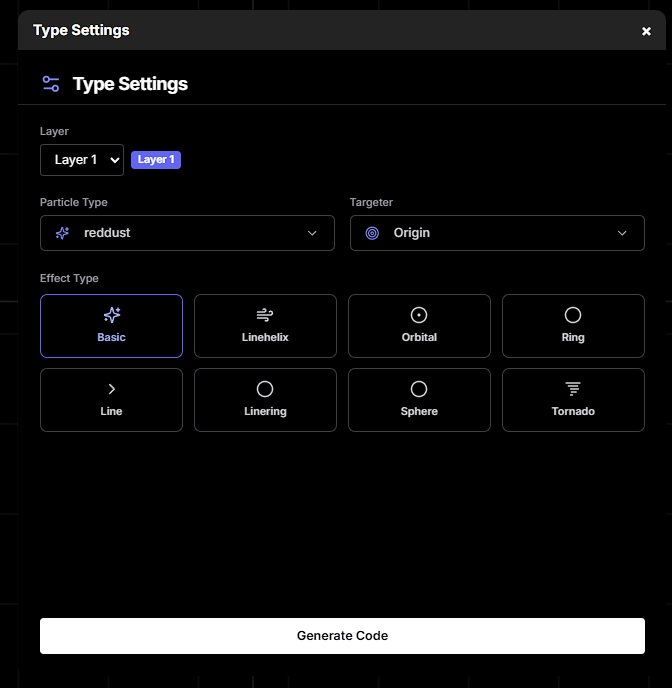 Type Settings
Type Settings
Layer
Layer 1 Layer 1
Particle Type Targeter
reddust Origin
Effect Type
Basic Linehelix Orbital Ring
Line Linering Sphere Tornado
Generate Code